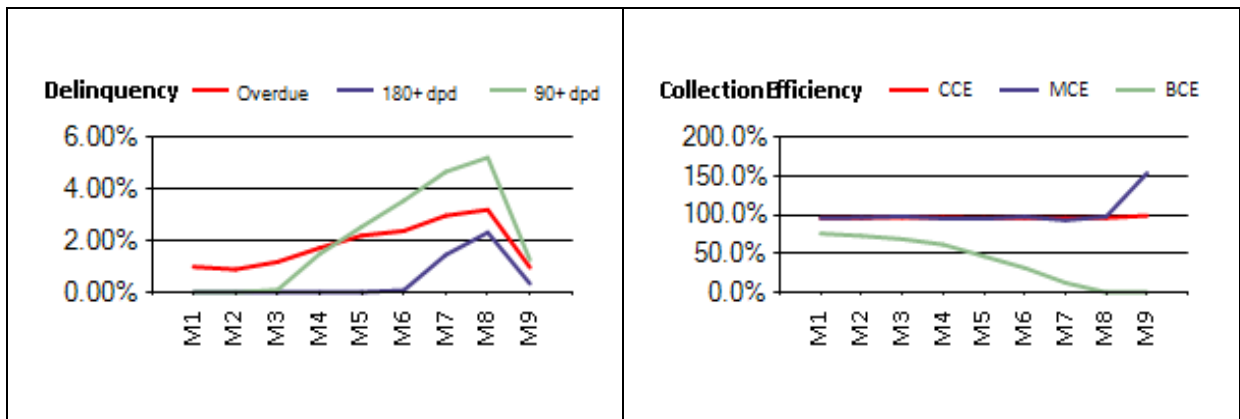 Delinquency Overdue 180+ dpd 90+ dpd
6.00%
4.00%
2.00%
0.00%
M1 M2 M3 M4 M5 M6 M7 M8 M9
Collection Efficiency CCE MCE BCE
200.0%
150.0%
100.0%
50.0%
0.0%
M1 M2 M3 M4 M5 M6 M7 M8 M9